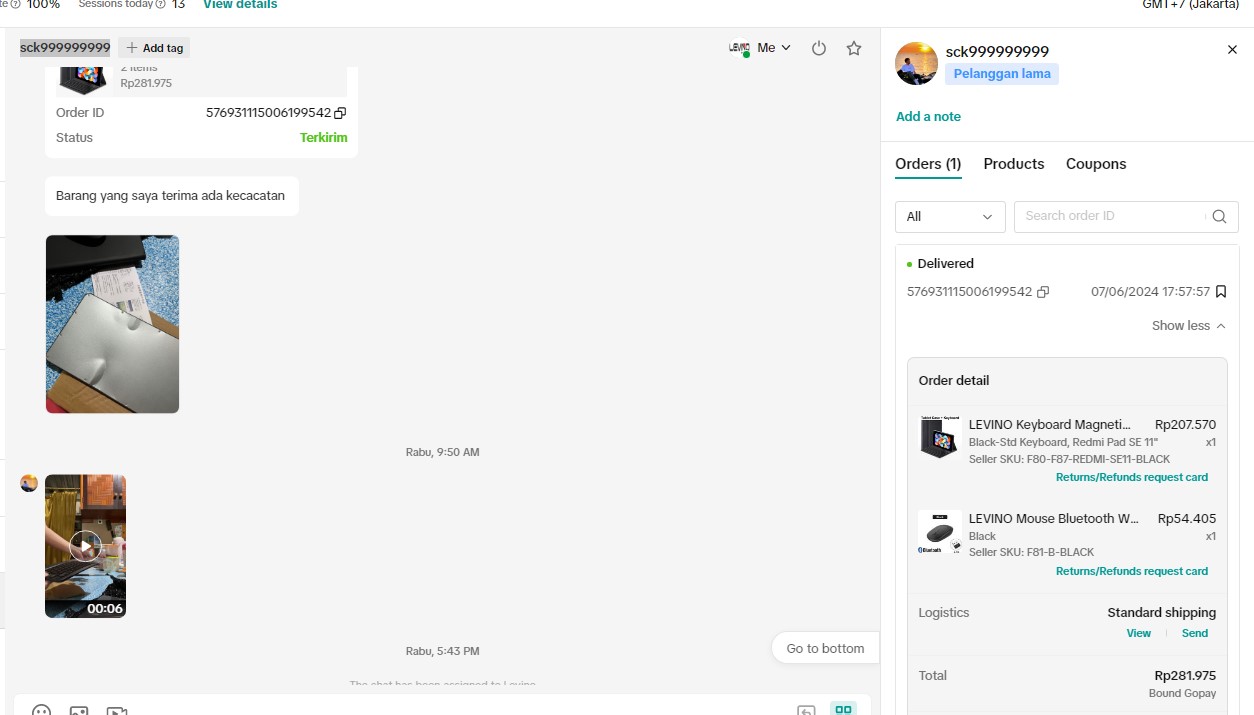 100%
Sessions today
13
View details
GMT+7 (Jakarta)
sck999999999
Add tag
LEVINO
Me
2 items
Rp281.975
Order ID
576931115006199542
Status
Terkirim
Barang yang saya terima ada kecacatan
Rabu, 9:50 AM
00:06
Rabu, 5:43 PM
Go to bottom
The chat has been assigned to Levino
sck999999999
Pelanggan lama
Add a note
Orders (1)
Products
Coupons
All
Search order ID
Delivered
576931115006199542
07/06/2024 17:57:57
Show less
Order detail
LEVINO Keyboard Magneti...
Rp207.570
Black-Std Keyboard, Redmi Pad SE 11"
x1
Seller SKU: F80-F87-REDMI-SE11-BLACK
Returns/Refunds request card
LEVINO Mouse Bluetooth W...
Rp54.405
Black
x1
Seller SKU: F81-B-BLACK
Returns/Refunds request card
Logistics
Standard shipping
View
Send
Total
Rp281.975
Bound Gopay